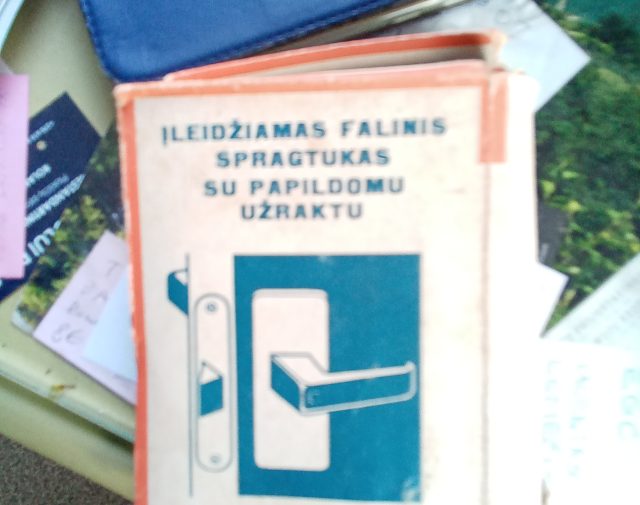 ĮLEIDŽIAMAS FALINIS
SPRAGTUKAS
SU PAPILDOMU
UŽRAKTU